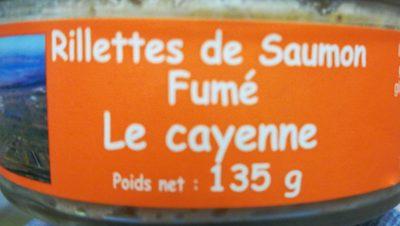 Rillettes de Saumon
Fumé
Le cayenne
Poids net : 135 g